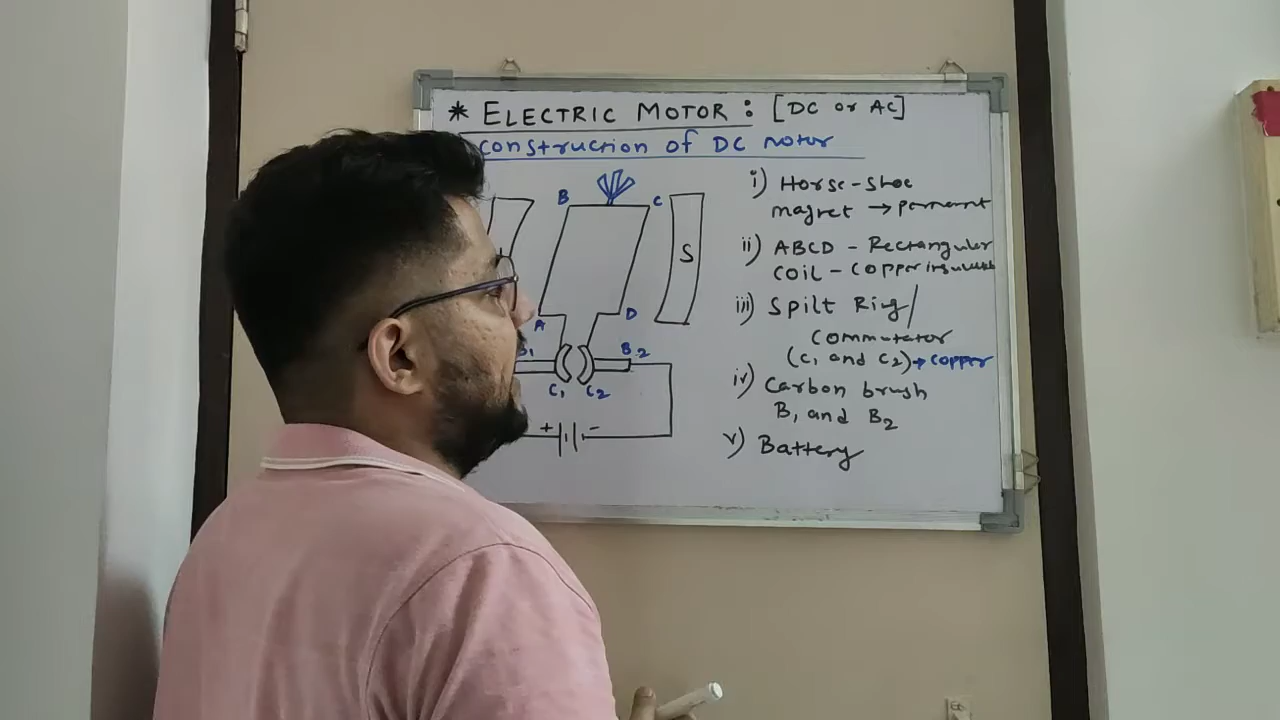 * ELECTRIC MOTOR : [DC or AC]
construction of DC motor
B
C
S
A
D
B1
B2
C1
C2
+
-
i) Horse-shoe
magnet → permanent
ii) ABCD - Rectangular
COIL - Copper insulated
iii) Spilt Ring/
Commutator
(C1 and C2) → copper
iv) Carbon brush
B1 and B2
v) Battery